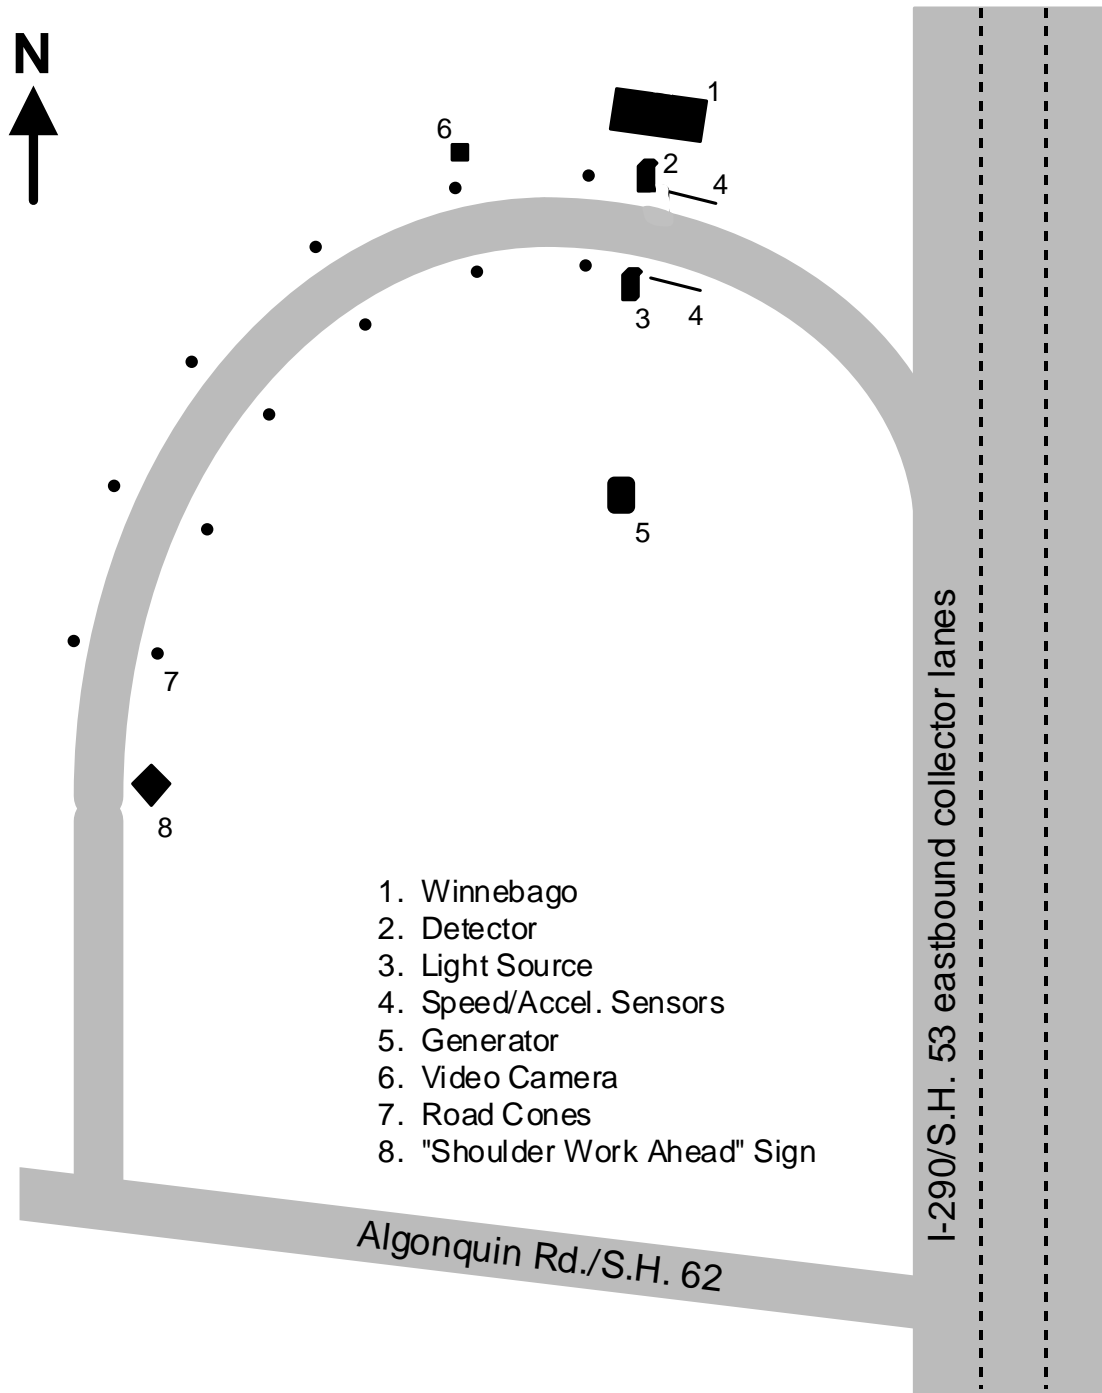 N
1
6
2
4
3
4
5
7
8
1. Winnebago
2. Detector
3. Light Source
4. Speed/Accel. Sensors
5. Generator
6. Video Camera
7. Road Cones
8. "Shoulder Work Ahead" Sign
I-290/S.H. 53 eastbound collector lanes
Algonquin Rd./S.H. 62